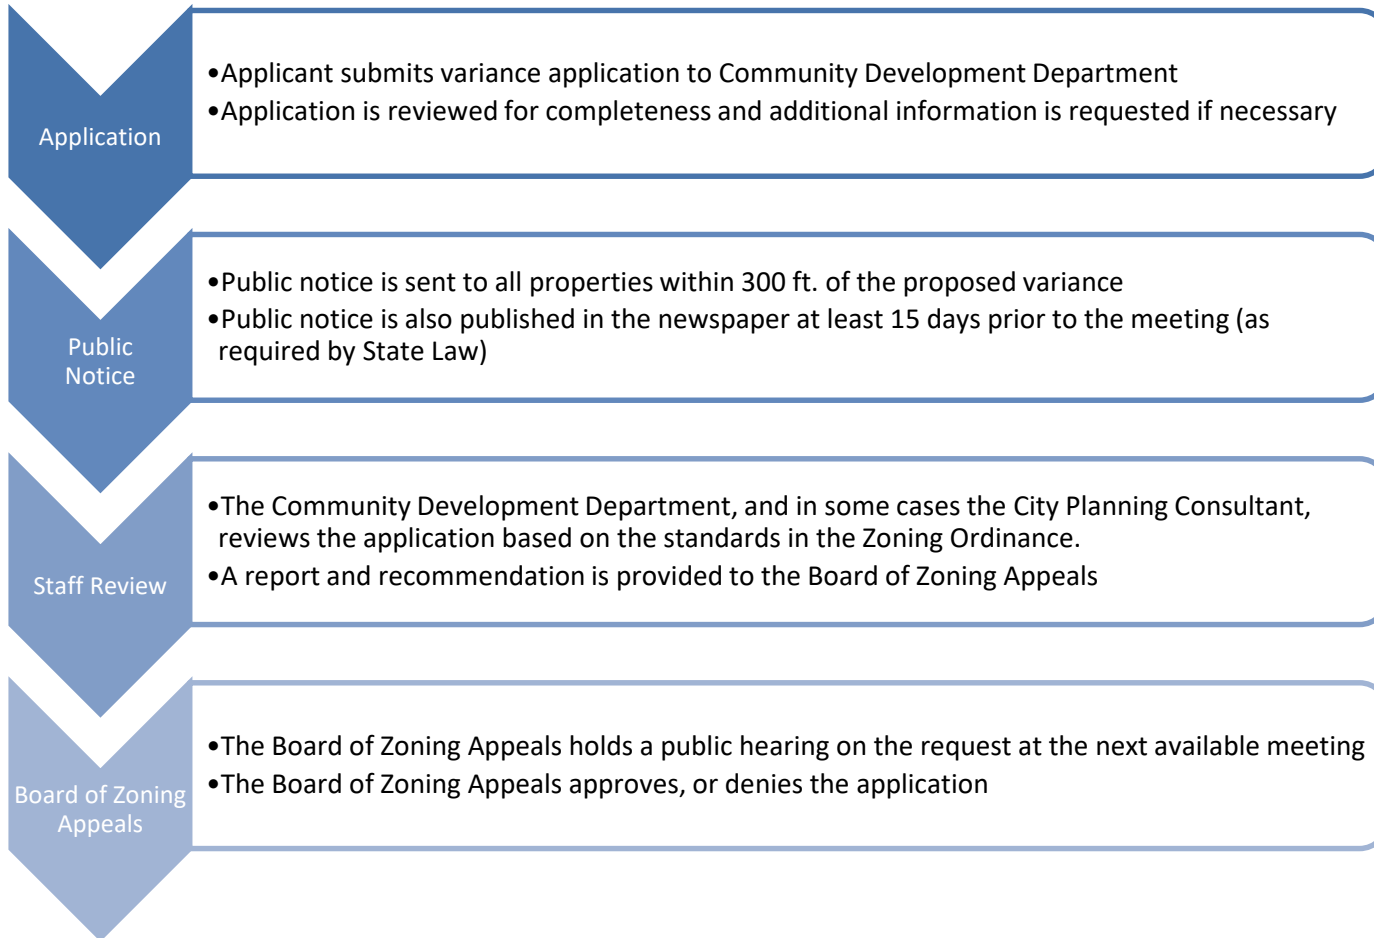 Application
•Applicant submits variance application to Community Development Department
•Application is reviewed for completeness and additional information is requested if necessary
Public
Notice
•Public notice is sent to all properties within 300 ft. of the proposed variance
•Public notice is also published in the newspaper at least 15 days prior to the meeting (as
required by State Law)
Staff Review
•The Community Development Department, and in some cases the City Planning Consultant,
reviews the application based on the standards in the Zoning Ordinance.
•A report and recommendation is provided to the Board of Zoning Appeals
Board of Zoning
Appeals
•The Board of Zoning Appeals holds a public hearing on the request at the next available meeting
•The Board of Zoning Appeals approves, or denies the application